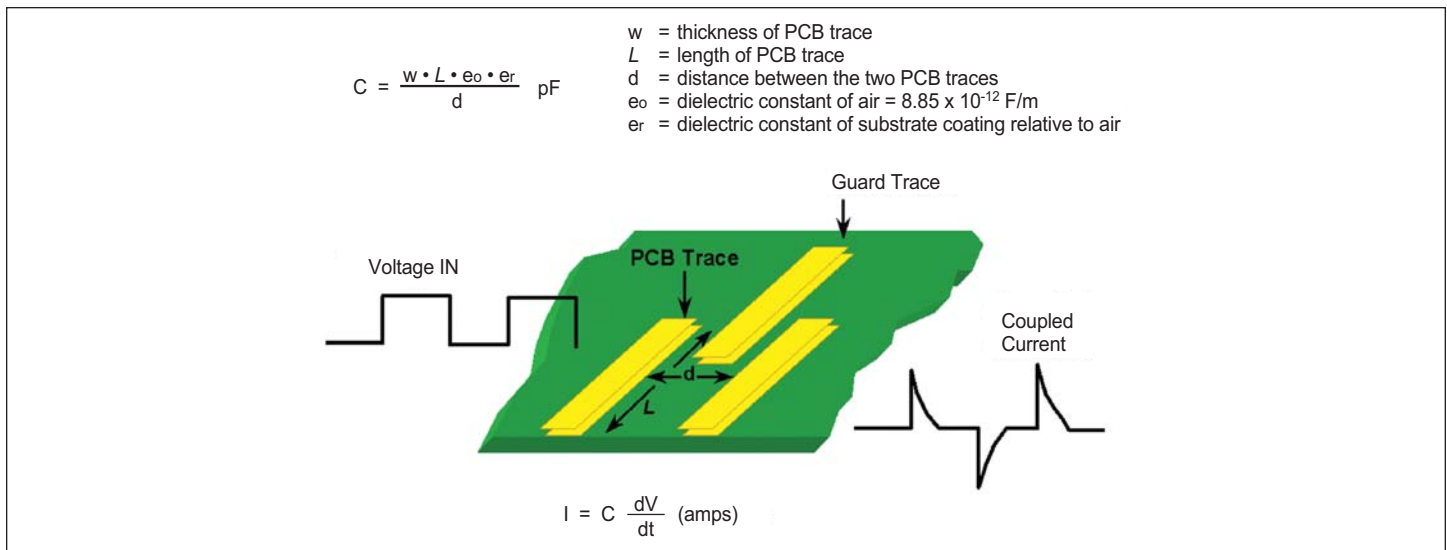 w = thickness of PCB trace
L = length of PCB trace
d = distance between the two PCB traces
eo = dielectric constant of air = 8.85 x 10-12 F/m
er = dielectric constant of substrate coating relative to air
C = w • L • eo • er / d pF
Guard Trace
PCB Trace
Voltage IN
Coupled
Current
d
L
I = C dV/dt (amps)